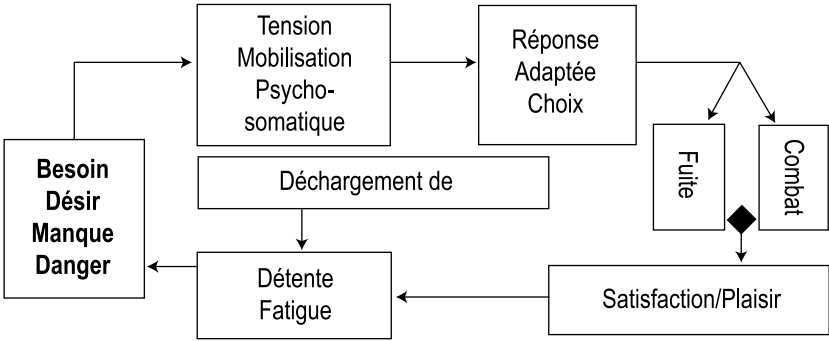 Tension
Mobilisation
Psycho-
somatique
Réponse
Adaptée
Choix
Fuite
Combat
Besoin
Désir
Manque
Danger
Déchargement de
Détente
Fatigue
Satisfaction/Plaisir